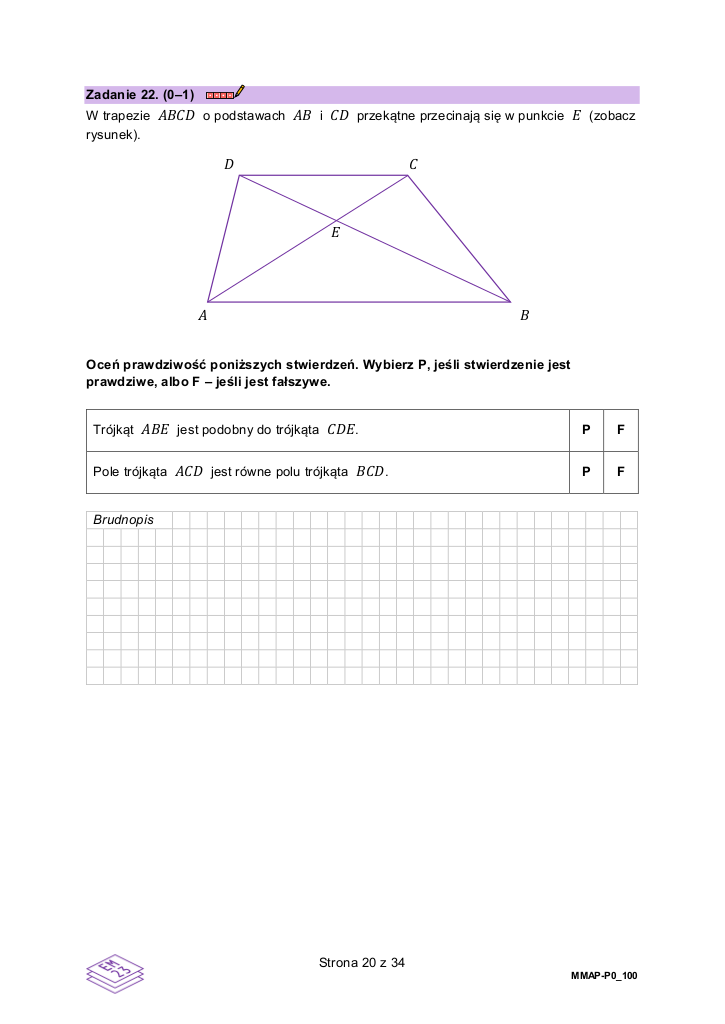 Zadanie 22. (0–1)
W trapezie ABCD o podstawach AB i CD przekątne przecinają się w punkcie E (zobacz
rysunek).
D
C
E
A
B
Oceń prawdziwość poniższych stwierdzeń. Wybierz P, jeśli stwierdzenie jest
prawdziwe, albo F – jeśli jest fałszywe.
Trójkąt ABE jest podobny do trójkąta CDE. P F
Pole trójkąta ACD jest równe polu trójkąta BCD. P F
Brudnopis
EM
23
Strona 20 z 34
MMAP-P0_100